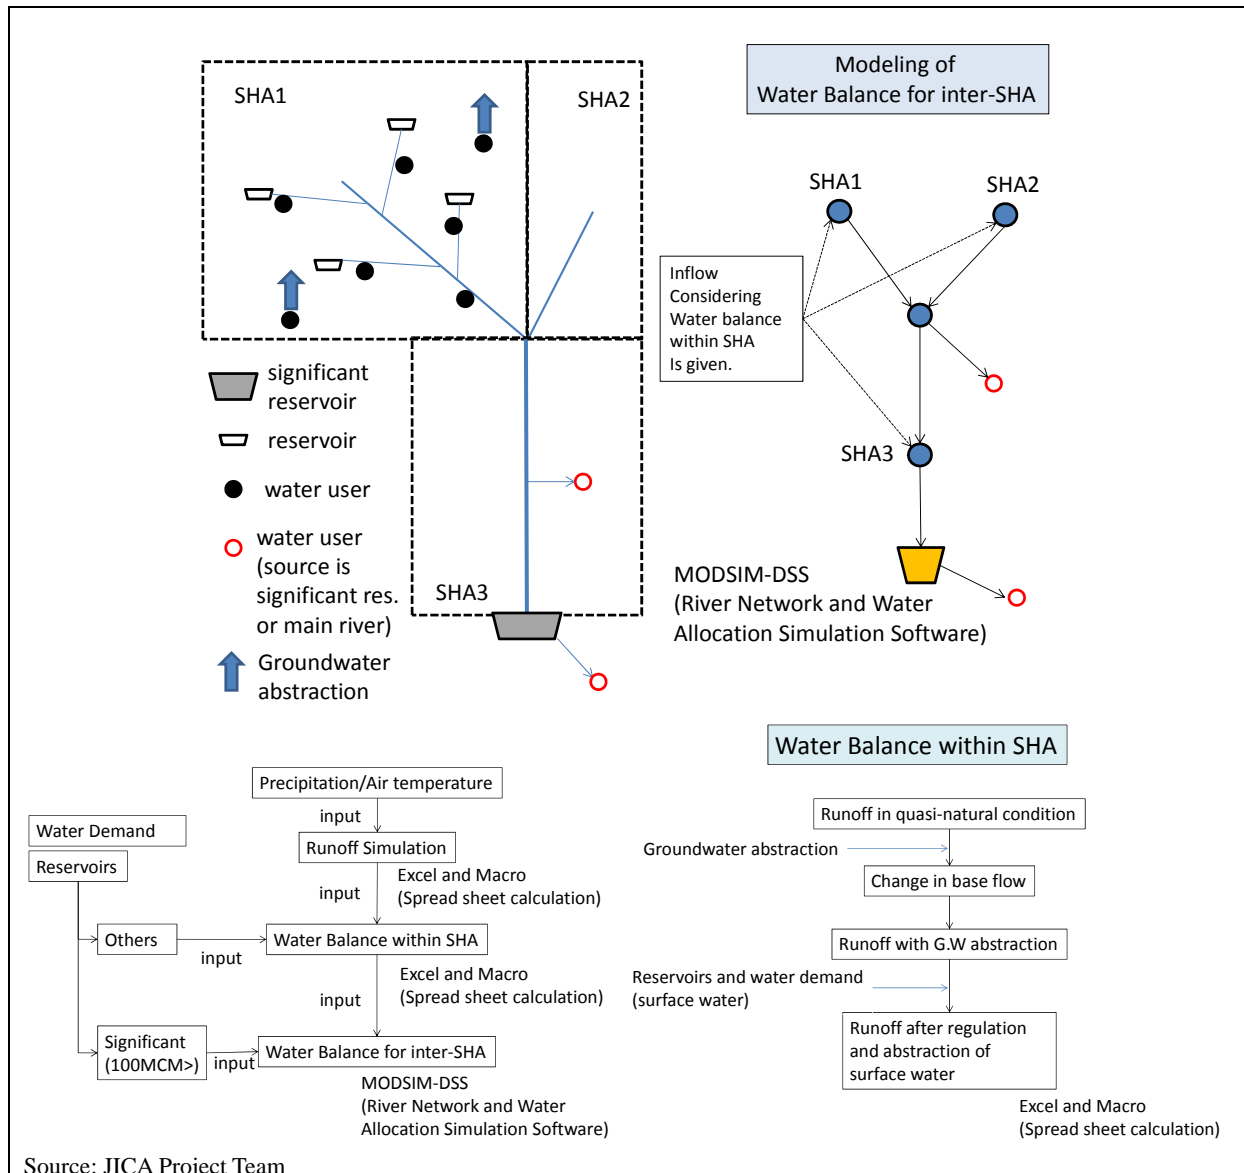 SHA1
SHA2
significant
reservoir
reservoir
water user
water user
(source is
significant res.
or main river)
Groundwater
abstraction
SHA3
Modeling of
Water Balance for inter-SHA
SHA1
SHA2
Inflow
Considering
Water balance
within SHA
Is given.
SHA3
MODSIM-DSS
(River Network and Water
Allocation Simulation Software)
Precipitation/Air temperature
input
Water Demand
Runoff Simulation
Reservoirs
input
Excel and Macro
(Spread sheet calculation)
Others
input
Water Balance within SHA
Excel and Macro
(Spread sheet calculation)
input
Significant
(100MCM>)
input
Water Balance for inter-SHA
MODSIM-DSS
(River Network and Water
Allocation Simulation Software)
Water Balance within SHA
Runoff in quasi-natural condition
Groundwater abstraction
Change in base flow
Runoff with G.W abstraction
Reservoirs and water demand
(surface water)
Runoff after regulation
and abstraction of
surface water
Excel and Macro
(Spread sheet calculation)
Source: JICA Project Team